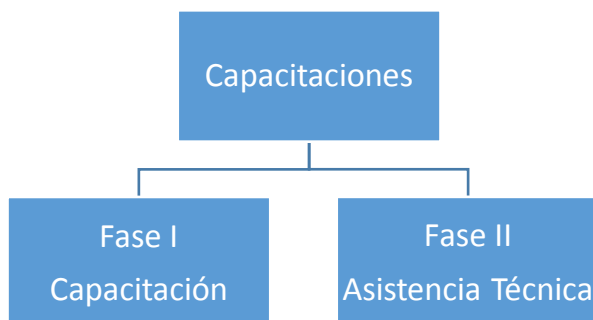 Capacitaciones
Fase I
Capacitación
Fase II
Asistencia Técnica